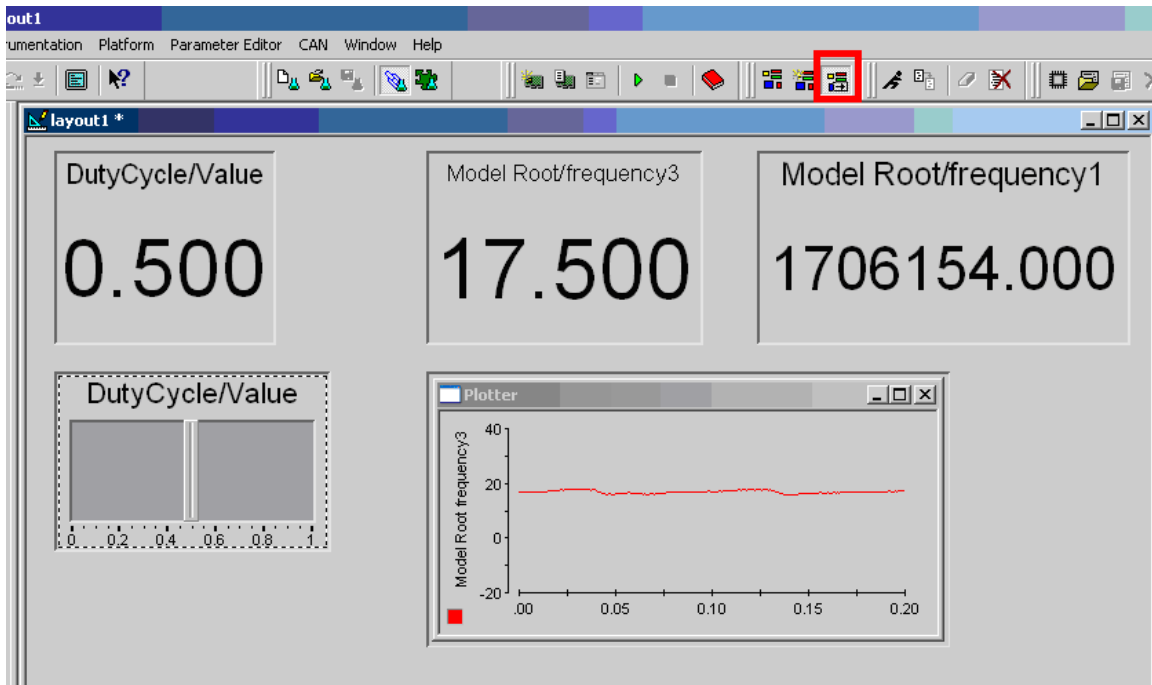 out1
rumentation Platform Parameter Editor CAN Window Help
layout1 *
DutyCycle/Value
0.500
Model Root/frequency3
17.500
Model Root/frequency1
1706154.000
DutyCycle/Value
0 0.2 0.4 0.6 0.8 1
Plotter
Model Root frequency3
40
20
0
-20
.00 0.05 0.10 0.15 0.20